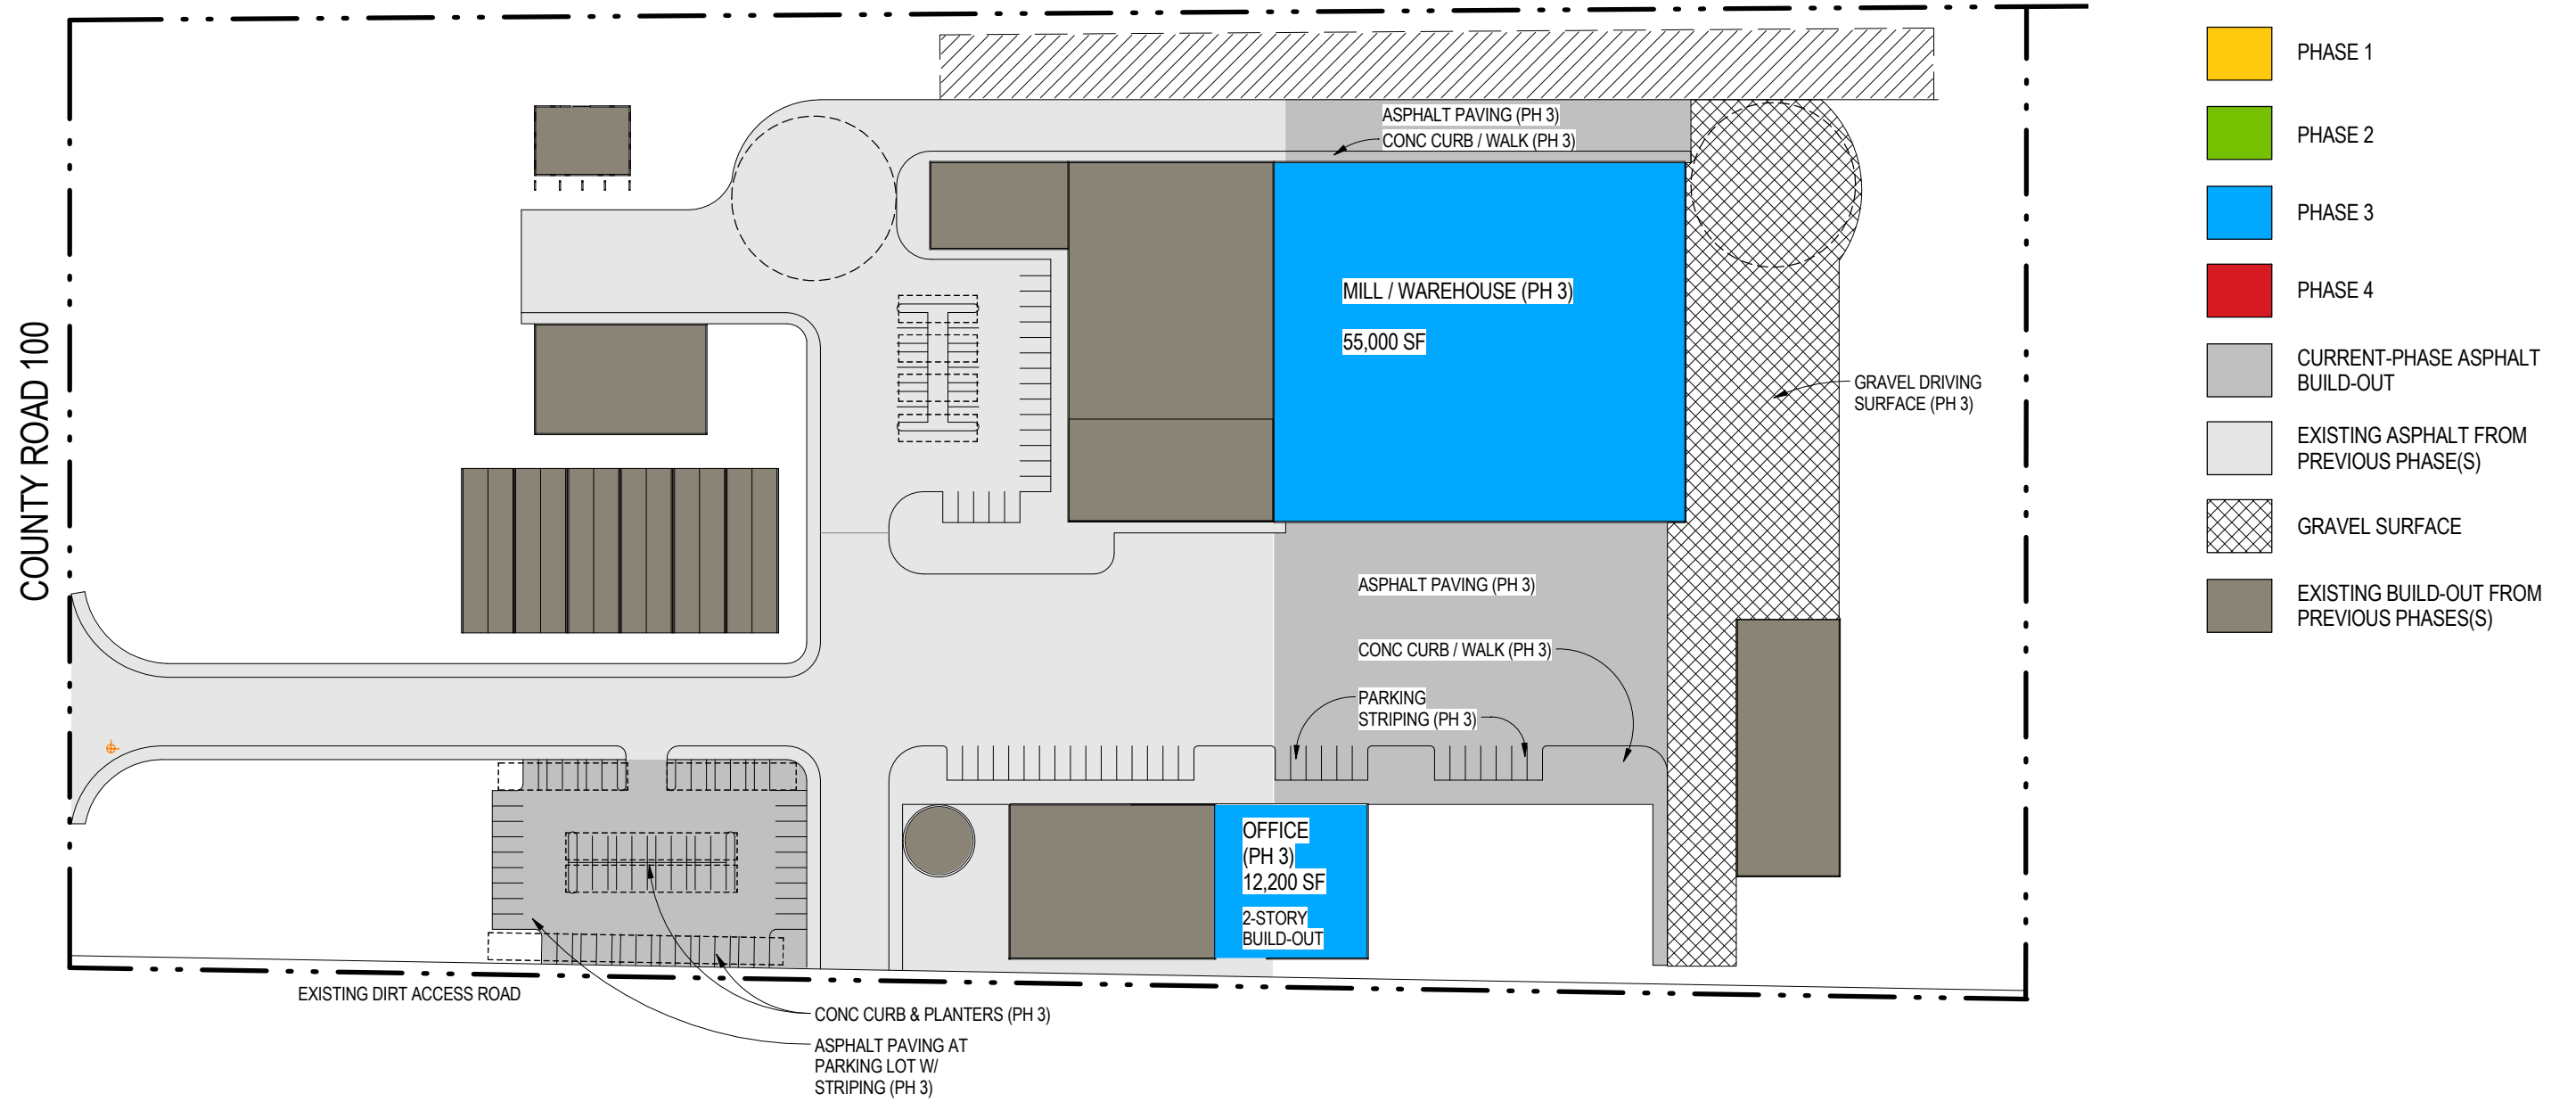 COUNTY ROAD 100
ASPHALT PAVING (PH 3)
CONC CURB / WALK (PH 3)
MILL / WAREHOUSE (PH 3)
55,000 SF
GRAVEL DRIVING
SURFACE (PH 3)
ASPHALT PAVING (PH 3)
CONC CURB / WALK (PH 3)
PARKING
STRIPING (PH 3)
OFFICE
(PH 3)
12,200 SF
2-STORY
BUILD-OUT
EXISTING DIRT ACCESS ROAD
CONC CURB & PLANTERS (PH 3)
ASPHALT PAVING AT
PARKING LOT W/
STRIPING (PH 3)
PHASE 1
PHASE 2
PHASE 3
PHASE 4
CURRENT-PHASE ASPHALT
BUILD-OUT
EXISTING ASPHALT FROM
PREVIOUS PHASE(S)
GRAVEL SURFACE
EXISTING BUILD-OUT FROM
PREVIOUS PHASES(S)